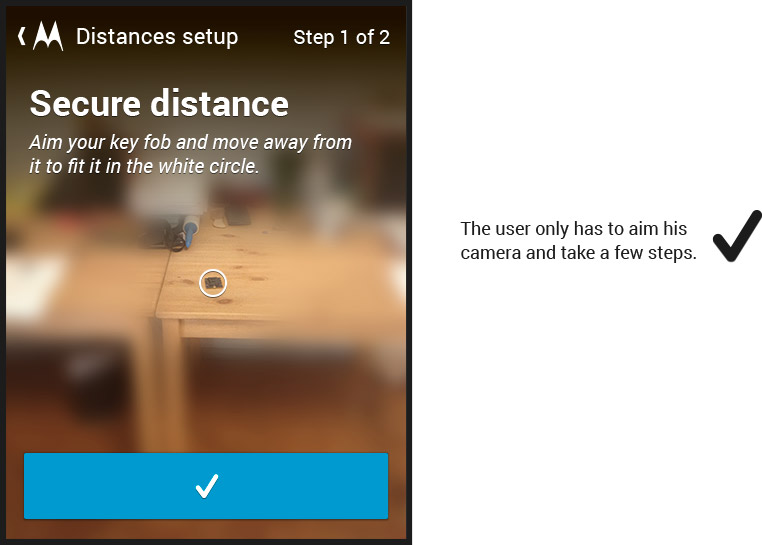 Distances setup
Step 1 of 2
Secure distance
Aim your key fob and move away from
it to fit it in the white circle.
The user only has to aim his
camera and take a few steps.